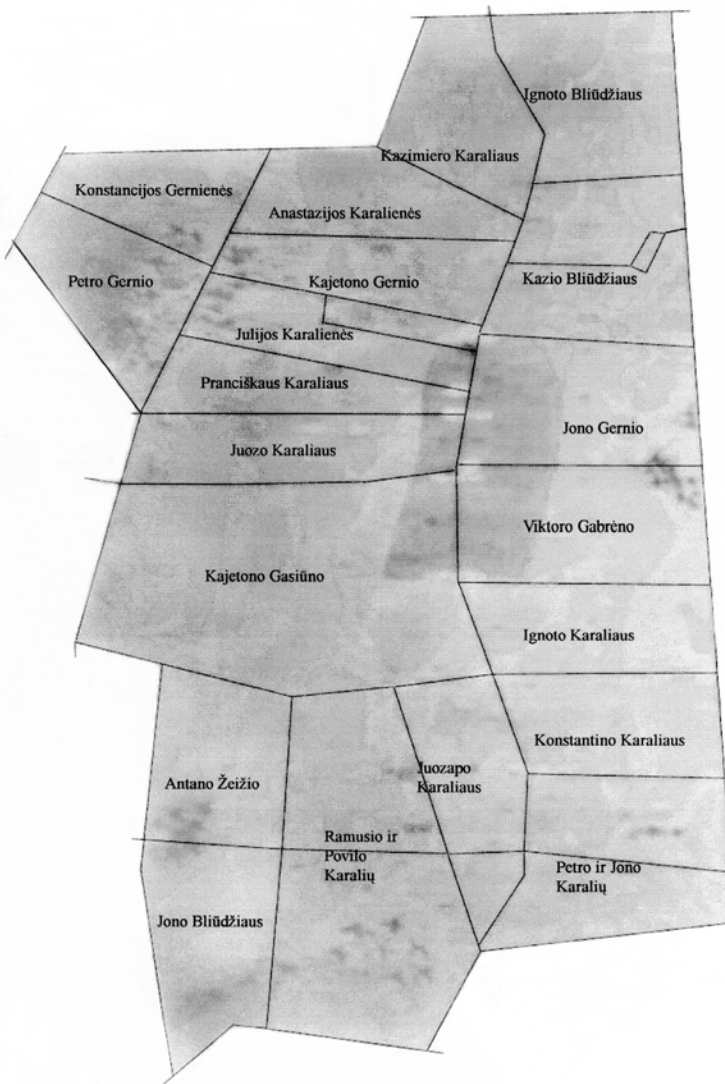 Ignoto Bliūdžiaus
Kazimiero Karaliaus
Konstancijos Gernienės
Anastazijos Karalienės
Petro Gernio
Kajetono Gernio
Kazio Bliūdžiaus
Julijos Karalienės
Pranciškaus Karaliaus
Jono Gernio
Juozo Karaliaus
Viktoro Gabrėno
Kajetono Gasiūno
Ignoto Karaliaus
Konstantino Karaliaus
Antano Žeižio
Juozapo
Karaliaus
Ramusio ir
Povilo
Karalių
Petro ir Jono
Karalių
Jono Bliūdžiaus